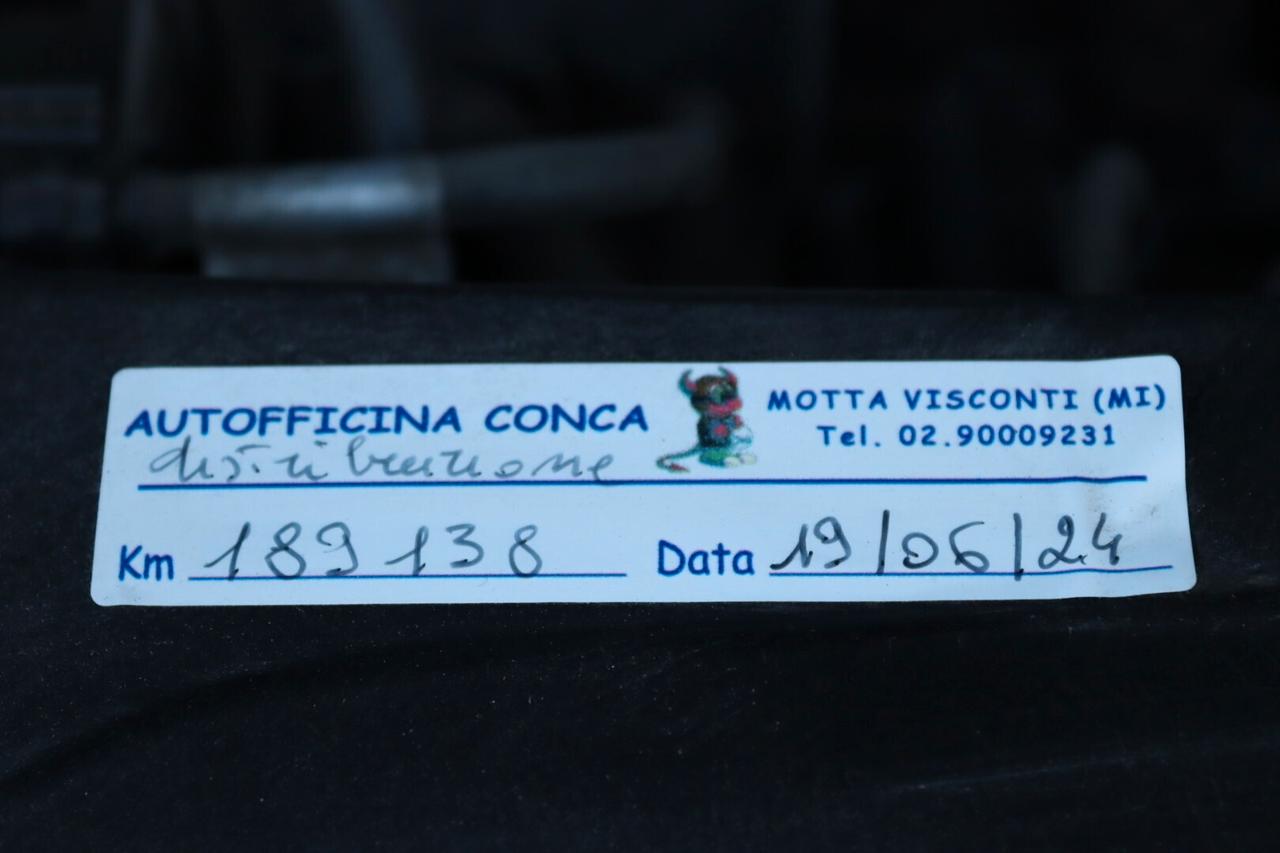 AUTOFFICINA CONCA
MOTTA VISCONTI (MI)
Tel. 02.90009231
distribuzione
Km 189138
Data 19/06/24